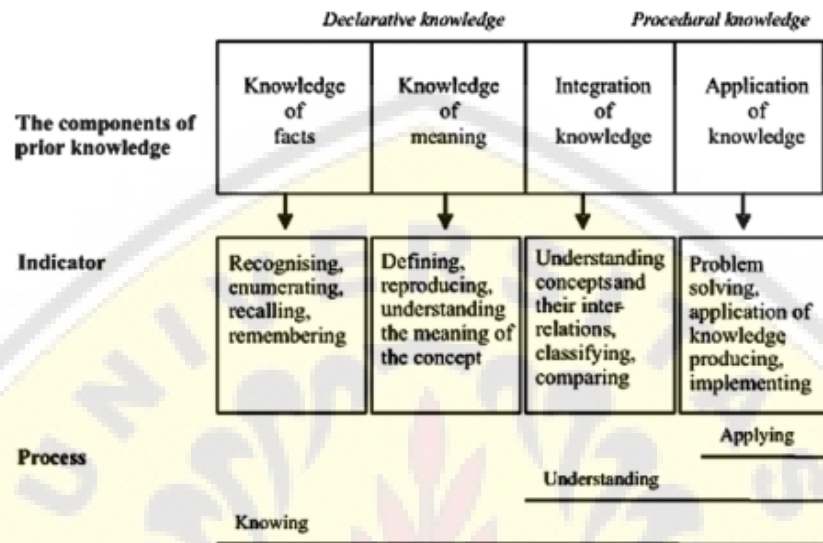 Declarative knowledge
Procedural knowledge
The components of
prior knowledge
Knowledge
of
facts
Knowledge
of
meaning
Integration
of
knowledge
Application
of
knowledge
Indicator
Recognising,
enumerating,
recalling,
remembering
Defining,
reproducing,
understanding
the meaning of
the concept
Understanding
concepts and
their inter-
relations,
classifying,
comparing
Problem
solving,
application of
knowledge
producing,
implementing
Process
Applying
Understanding
Knowing
UNIVERSITAS